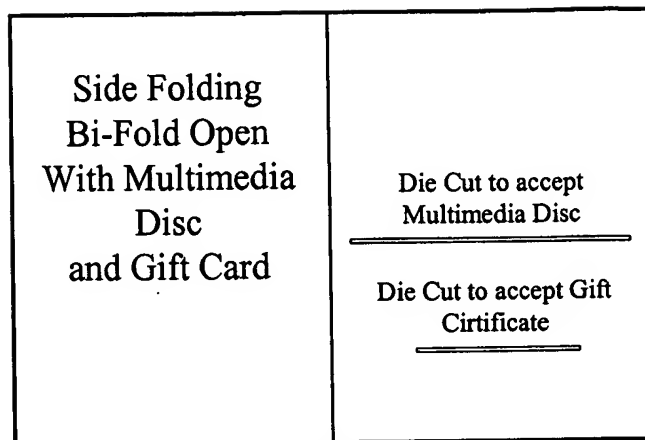 Side Folding
Bi-Fold Open
With Multimedia
Disc
and Gift Card
Die Cut to accept
Multimedia Disc
Die Cut to accept Gift
Cirtificate